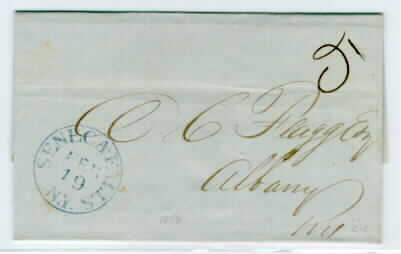 5
C C Flagg Esq
SENECA FALLS N.Y.
FEB
19
Albany
NY